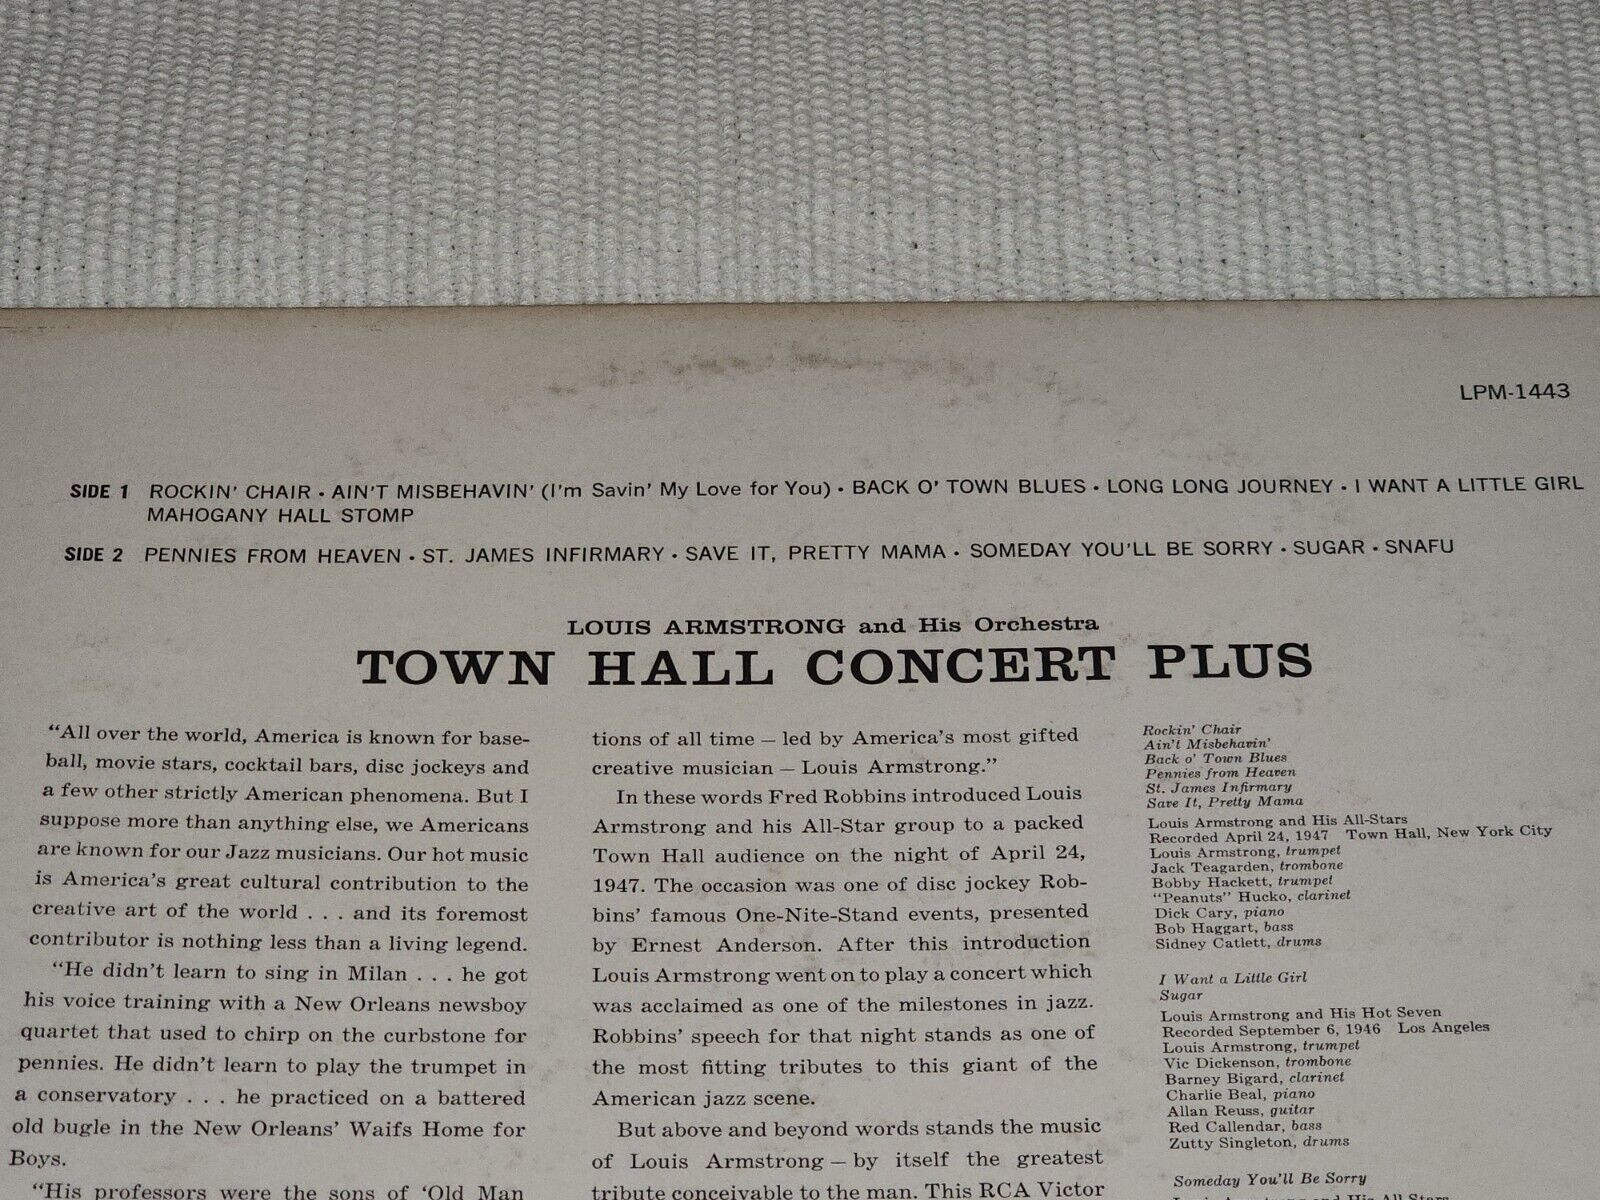 LPM-1443
SIDE 1 ROCKIN' CHAIR • AIN'T MISBEHAVIN' (I'm Savin' My Love for You) • BACK O' TOWN BLUES • LONG LONG JOURNEY • I WANT A LITTLE GIRL
MAHOGANY HALL STOMP
SIDE 2 PENNIES FROM HEAVEN • ST. JAMES INFIRMARY • SAVE IT, PRETTY MAMA • SOMEDAY YOU'LL BE SORRY • SUGAR • SNAFU
LOUIS ARMSTRONG and His Orchestra
TOWN HALL CONCERT PLUS
“All over the world, America is known for base-
ball, movie stars, cocktail bars, disc jockeys and
a few other strictly American phenomena. But I
suppose more than anything else, we Americans
are known for our Jazz musicians. Our hot music
is America's great cultural contribution to the
creative art of the world . . . and its foremost
contributor is nothing less than a living legend.
“He didn't learn to sing in Milan . . . he got
his voice training with a New Orleans newsboy
quartet that used to chirp on the curbstone for
pennies. He didn't learn to play the trumpet in
a conservatory . . . he practiced on a battered
old bugle in the New Orleans' Waifs Home for
Boys.
“His professors were the sons of ‘Old Man
tions of all time – led by America's most gifted
creative musician – Louis Armstrong.”
In these words Fred Robbins introduced Louis
Armstrong and his All-Star group to a packed
Town Hall audience on the night of April 24,
1947. The occasion was one of disc jockey Rob-
bins' famous One-Nite-Stand events, presented
by Ernest Anderson. After this introduction
Louis Armstrong went on to play a concert which
was acclaimed as one of the milestones in jazz.
Robbins' speech for that night stands as one of
the most fitting tributes to this giant of the
American jazz scene.
But above and beyond words stands the music
of Louis Armstrong – by itself the greatest
tribute conceivable to the man. This RCA Victor
Rockin' Chair
Ain't Misbehavin'
Back o' Town Blues
Pennies from Heaven
St. James Infirmary
Save It, Pretty Mama
Louis Armstrong and His All-Stars
Recorded April 24, 1947 Town Hall, New York City
Louis Armstrong, trumpet
Jack Teagarden, trombone
Bobby Hackett, trumpet
“Peanuts” Hucko, clarinet
Dick Cary, piano
Bob Haggart, bass
Sidney Catlett, drums
I Want a Little Girl
Sugar
Louis Armstrong and His Hot Seven
Recorded September 6, 1946 Los Angeles
Louis Armstrong, trumpet
Vic Dickenson, trombone
Barney Bigard, clarinet
Charlie Beal, piano
Allan Reuss, guitar
Red Callendar, bass
Zutty Singleton, drums
Someday You'll Be Sorry
Louis Armstrong and His All-Stars